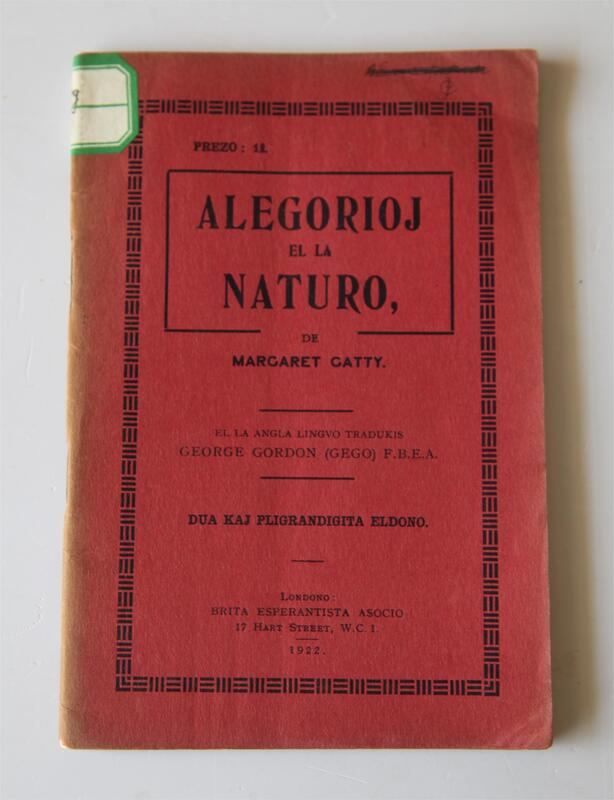 PREZO :
ALEGORIOJ
EL LA
NATURO,
DE
MARGARET GATTY.
EL LA ANGLA LINGVO TRADUKIS
GEORGE GORDON (GEGO) F.B.E.A.
DUA KAJ PLIGRANDIGITA ELDONO.
LONDONO:
BRITA ESPERANTISTA ASOCIO
17 HART STREET, W.C. 1.
1922.